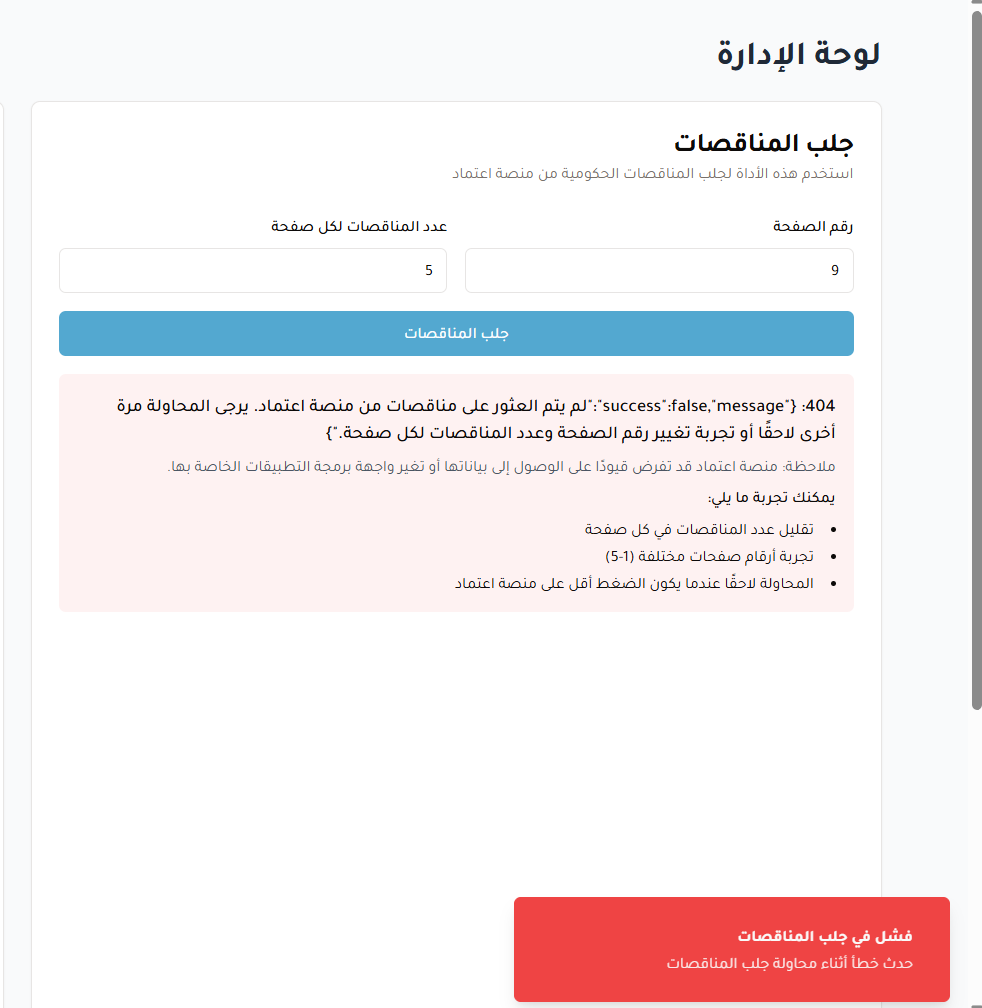 لوحة الإدارة
جلب المناقصات
استخدم هذه الأداة لجلب المناقصات الحكومية من منصة اعتماد
رقم الصفحة
عدد المناقصات لكل صفحة
9
5
جلب المناقصات
404: {"success":false,"message":"لم يتم العثور على مناقصات من منصة اعتماد. يرجى المحاولة مرة
أخرى لاحقًا أو تجربة تغيير رقم الصفحة وعدد المناقصات لكل صفحة."}
ملاحظة: منصة اعتماد قد تفرض قيودًا على الوصول إلى بياناتها أو تغير واجهة برمجة التطبيقات الخاصة بها.
يمكنك تجربة ما يلي:
• تقليل عدد المناقصات في كل صفحة
• تجربة أرقام صفحات مختلفة (1-5)
• المحاولة لاحقًا عندما يكون الضغط أقل على منصة اعتماد
فشل في جلب المناقصات
حدث خطأ أثناء محاولة جلب المناقصات